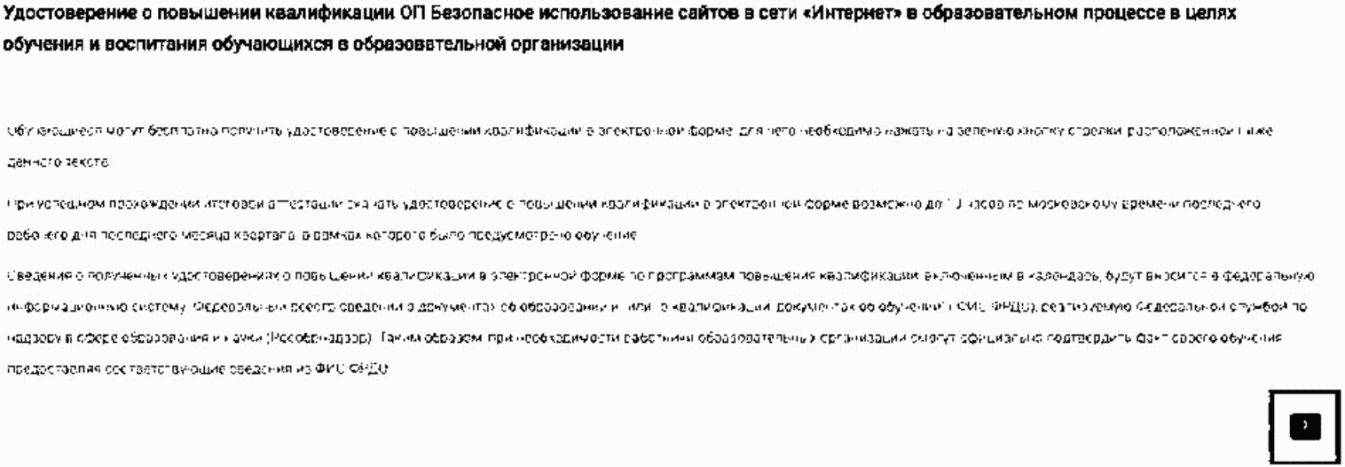 Удостоверение о повышении квалификации ОП Безопасное использование сайтов в сети «Интернет» в образовательном процессе в целях
обучения и воспитания обучающихся в образовательной организации
Обучающиеся могут бесплатно получить удостоверение о повышении квалификации в электронной форме, для чего необходимо нажать на зеленую кнопку стрелки, расположенной ниже
данного текста
При успешном прохождении итоговой аттестации скачать удостоверение о повышении квалификации в электронной форме возможно до часов по московскому времени последнего
рабочего дня последнего месяца квартала, в рамках которого было предусмотрено обучение
Сведения о полученных удостоверениях о повышении квалификации в электронной форме по программам повышения квалификации, включенным в календарь, будут вносится в федеральную
информационную систему «Федеральный реестр сведений о документах об образовании и (или) о квалификации, документах об обучении» (ФИС ФРДО), реализуемую Федеральной службой по
надзору в сфере образования и науки (Рособрнадзор). Таким образом, при необходимости работники образовательных организации смогут официально подтвердить факт своего обучения
предоставляя соответствующие сведения из ФИС ФРДО